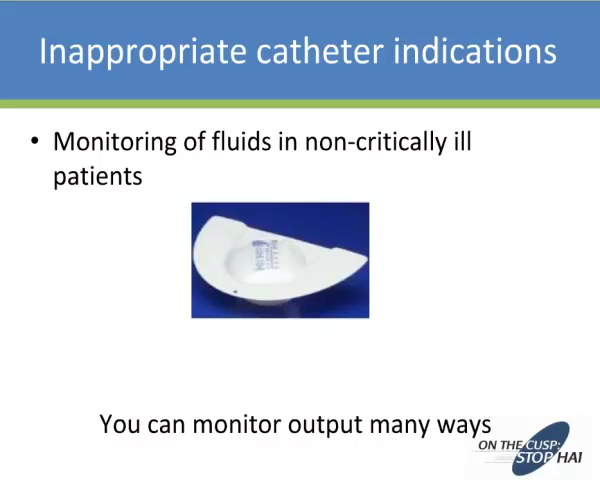 Inappropriate catheter indications
• Monitoring of fluids in non-critically ill
patients
You can monitor output many ways
ON THE CUSP:
STOP HAI